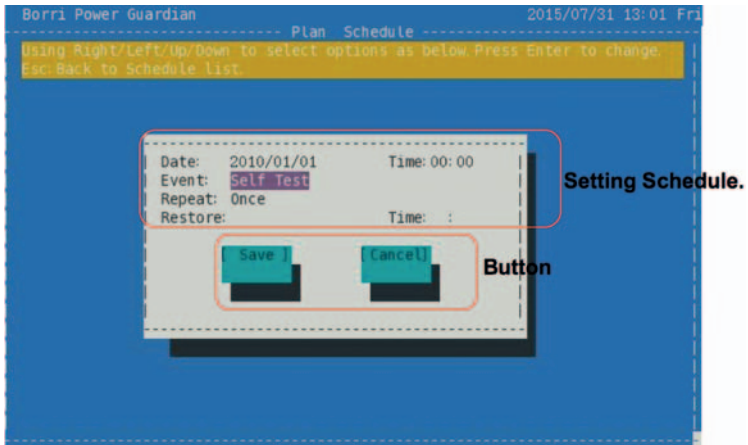 Borri Power Guardian 2015/07/31 13:01 Fri
Plan Schedule
Using Right/Left/Up/Down to select options as below. Press Enter to change.
Esc: Back to Schedule list.
Date: 2010/01/01 Time: 00:00
Event: Self Test
Repeat: Once
Restore: Time: :
Setting Schedule.
[ Save ] [Cancel]
Button